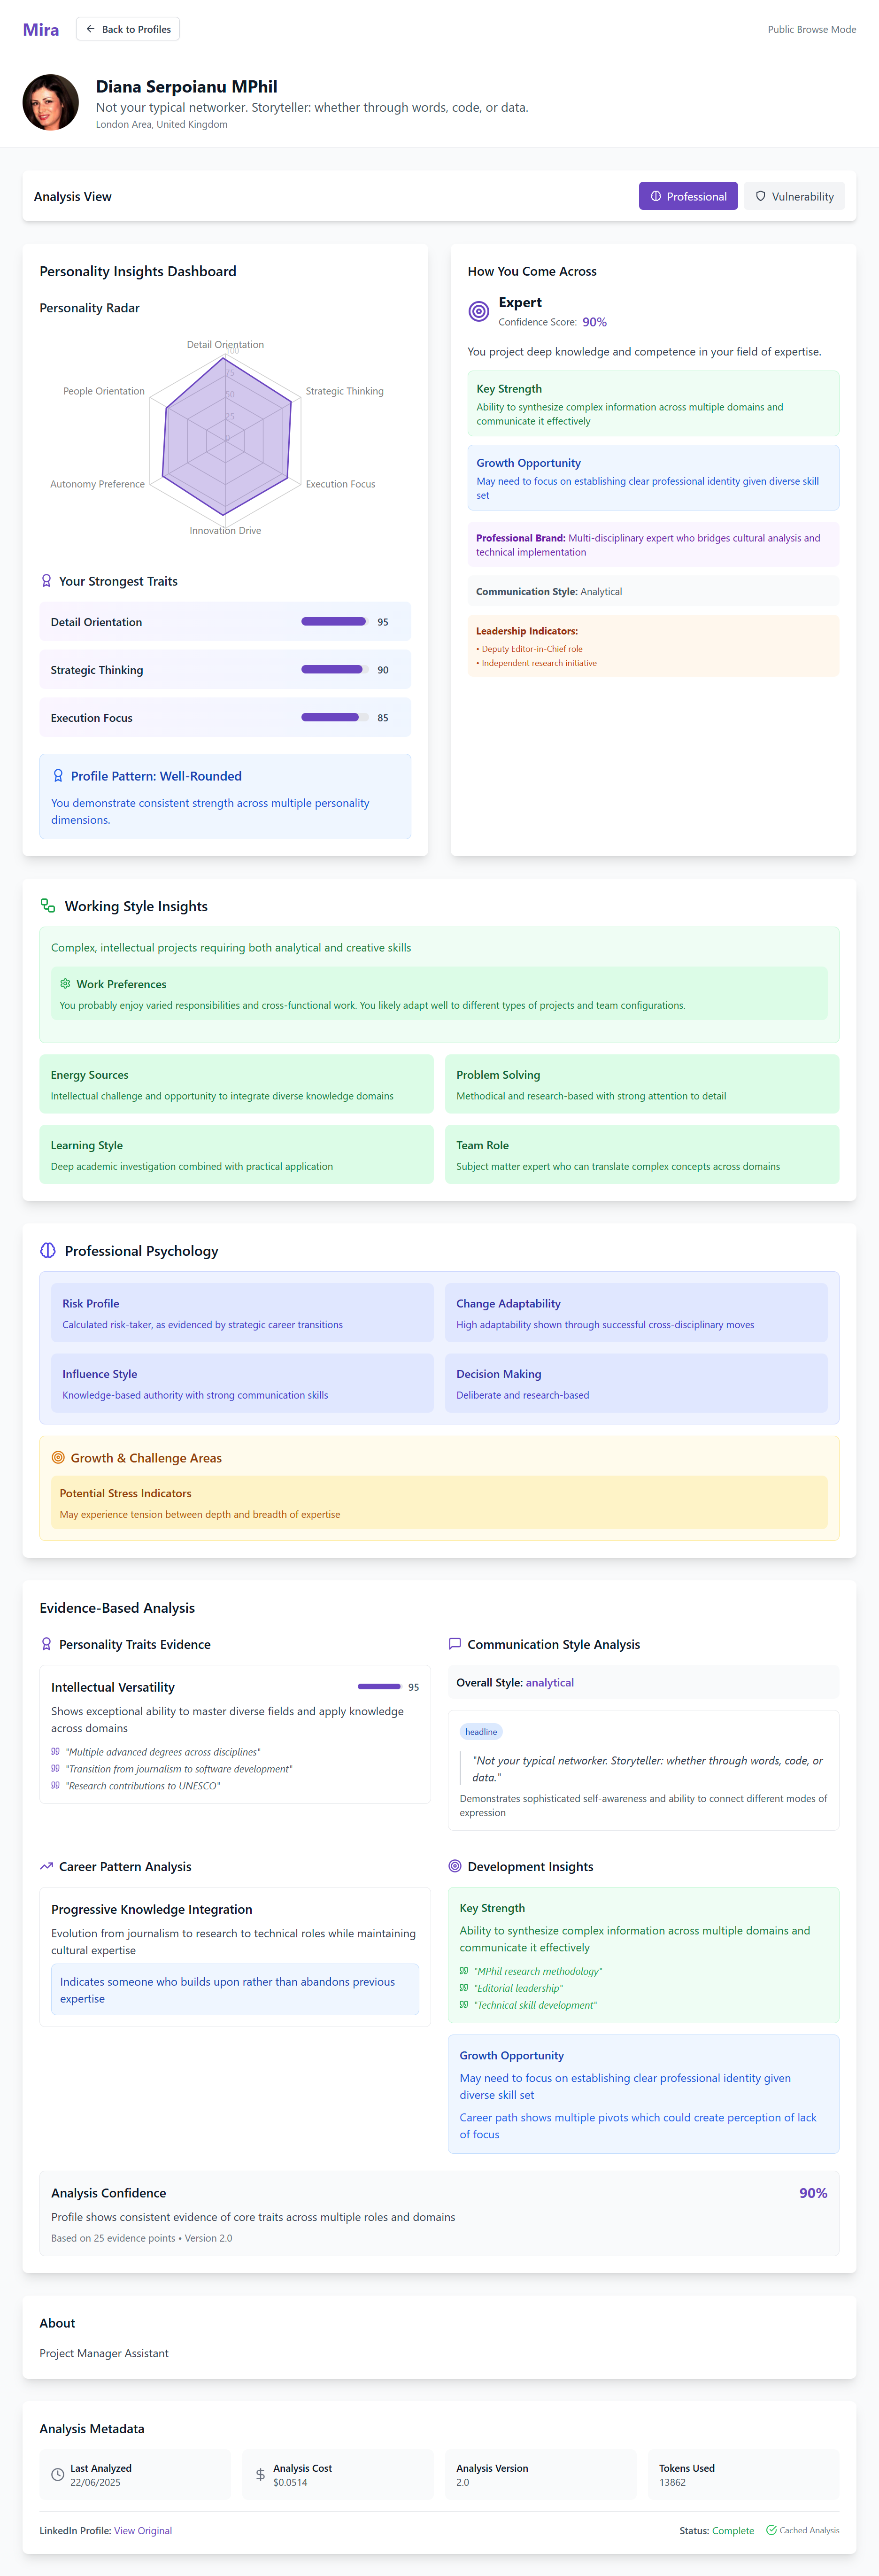 Mira
Back to Profiles
Public Browse Mode
Diana Serpoianu MPhil
Not your typical networker. Storyteller: whether through words, code, or data.
London Area, United Kingdom
Analysis View
Professional
Vulnerability
Personality Insights Dashboard
Personality Radar
Detail Orientation
100
People Orientation
75
Strategic Thinking
50
25
0
Autonomy Preference
Execution Focus
Innovation Drive
Your Strongest Traits
Detail Orientation 95
Strategic Thinking 90
Execution Focus 85
Profile Pattern: Well-Rounded
You demonstrate consistent strength across multiple personality
dimensions.
How You Come Across
Expert
Confidence Score: 90%
You project deep knowledge and competence in your field of expertise.
Key Strength
Ability to synthesize complex information across multiple domains and
communicate it effectively
Growth Opportunity
May need to focus on establishing clear professional identity given diverse skill
set
Professional Brand: Multi-disciplinary expert who bridges cultural analysis and
technical implementation
Communication Style: Analytical
Leadership Indicators:
• Deputy Editor-in-Chief role
• Independent research initiative
Working Style Insights
Complex, intellectual projects requiring both analytical and creative skills
Work Preferences
You probably enjoy varied responsibilities and cross-functional work. You likely adapt well to different types of projects and team configurations.
Energy Sources
Intellectual challenge and opportunity to integrate diverse knowledge domains
Problem Solving
Methodical and research-based with strong attention to detail
Learning Style
Deep academic investigation combined with practical application
Team Role
Subject matter expert who can translate complex concepts across domains
Professional Psychology
Risk Profile
Calculated risk-taker, as evidenced by strategic career transitions
Change Adaptability
High adaptability shown through successful cross-disciplinary moves
Influence Style
Knowledge-based authority with strong communication skills
Decision Making
Deliberate and research-based
Growth & Challenge Areas
Potential Stress Indicators
May experience tension between depth and breadth of expertise
Evidence-Based Analysis
Personality Traits Evidence
Intellectual Versatility 95
Shows exceptional ability to master diverse fields and apply knowledge
across domains
"Multiple advanced degrees across disciplines"
"Transition from journalism to software development"
"Research contributions to UNESCO"
Communication Style Analysis
Overall Style: analytical
headline
"Not your typical networker. Storyteller: whether through words, code, or
data."
Demonstrates sophisticated self-awareness and ability to connect different modes of
expression
Career Pattern Analysis
Progressive Knowledge Integration
Evolution from journalism to research to technical roles while maintaining
cultural expertise
Indicates someone who builds upon rather than abandons previous
expertise
Development Insights
Key Strength
Ability to synthesize complex information across multiple domains and
communicate it effectively
"MPhil research methodology"
"Editorial leadership"
"Technical skill development"
Growth Opportunity
May need to focus on establishing clear professional identity given
diverse skill set
Career path shows multiple pivots which could create perception of lack
of focus
Analysis Confidence 90%
Profile shows consistent evidence of core traits across multiple roles and domains
Based on 25 evidence points • Version 2.0
About
Project Manager Assistant
Analysis Metadata
Last Analyzed
22/06/2025
Analysis Cost
$0.0514
Analysis Version
2.0
Tokens Used
13862
LinkedIn Profile: View Original
Status: Complete
Cached Analysis